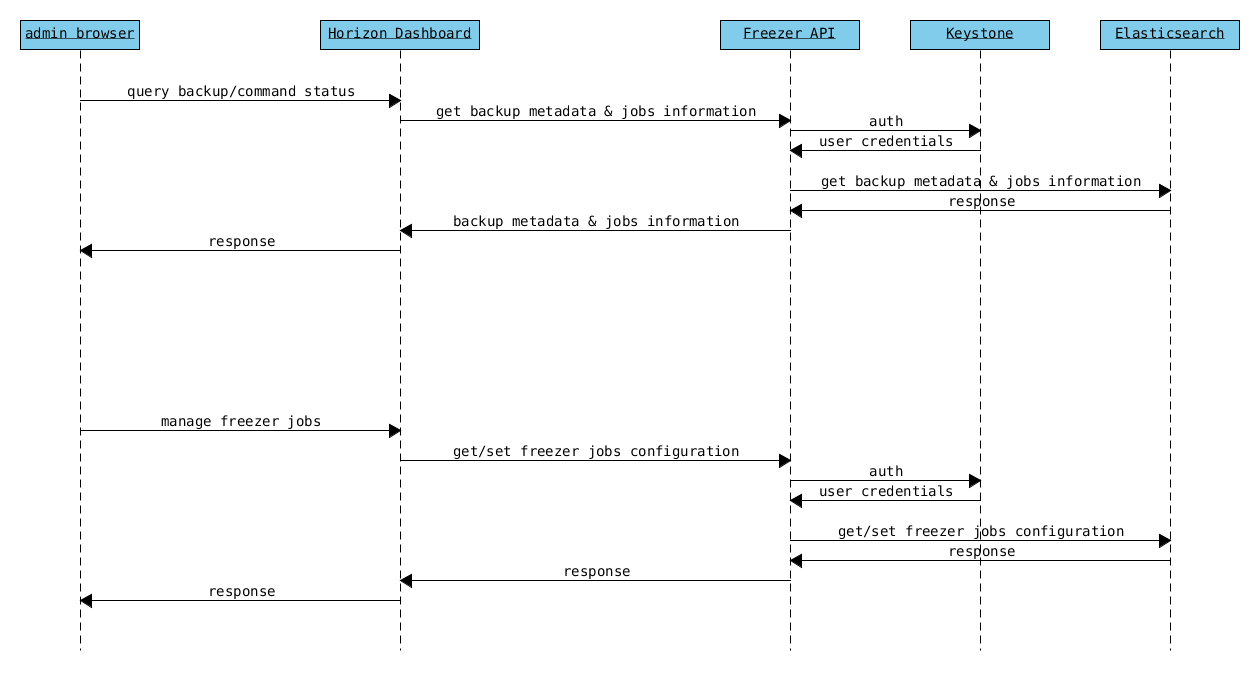 admin browser
Horizon Dashboard
Freezer API
Keystone
Elasticsearch
query backup/command status
get backup metadata & jobs information
auth
user credentials
get backup metadata & jobs information
response
backup metadata & jobs information
response
manage freezer jobs
get/set freezer jobs configuration
auth
user credentials
get/set freezer jobs configuration
response
response
response